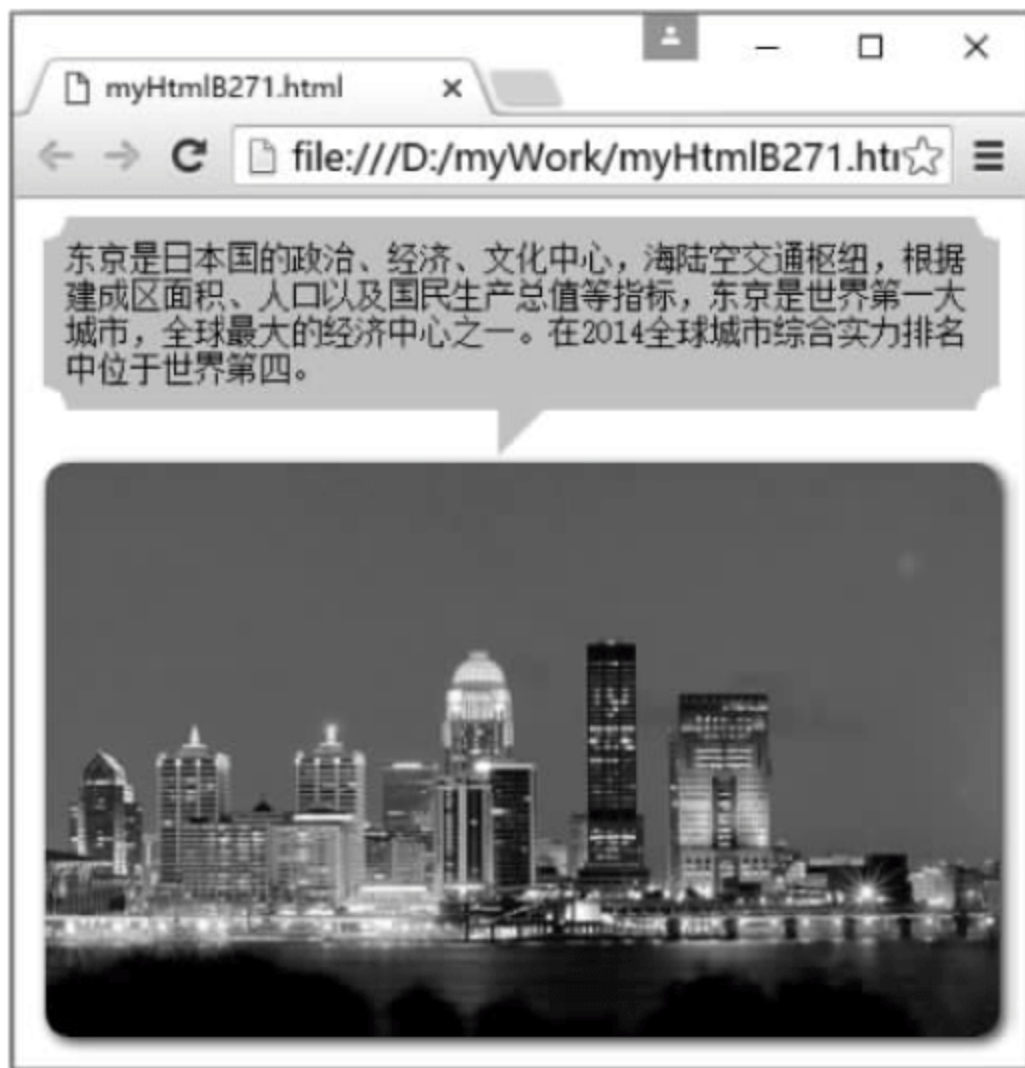 myHtmlB271.html
file:///D:/myWork/myHtmlB271.ht
东京是日本国的政治、经济、文化中心，海陆空交通枢纽，根据
建成区面积、人口以及国民生产总值等指标，东京是世界第一大
城市，全球最大的经济中心之一。在2014全球城市综合实力排名
中位于世界第四。